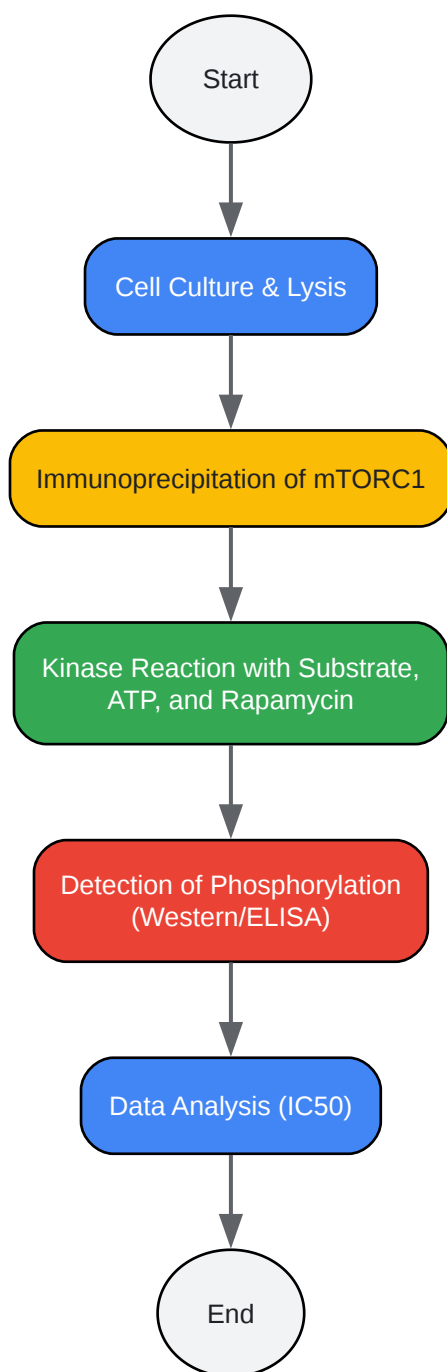 Start
Cell Culture & Lysis
Immunoprecipitation of mTORC1
Kinase Reaction with Substrate,
ATP, and Rapamycin
Detection of Phosphorylation
(Western/ELISA)
Data Analysis (IC50)
End